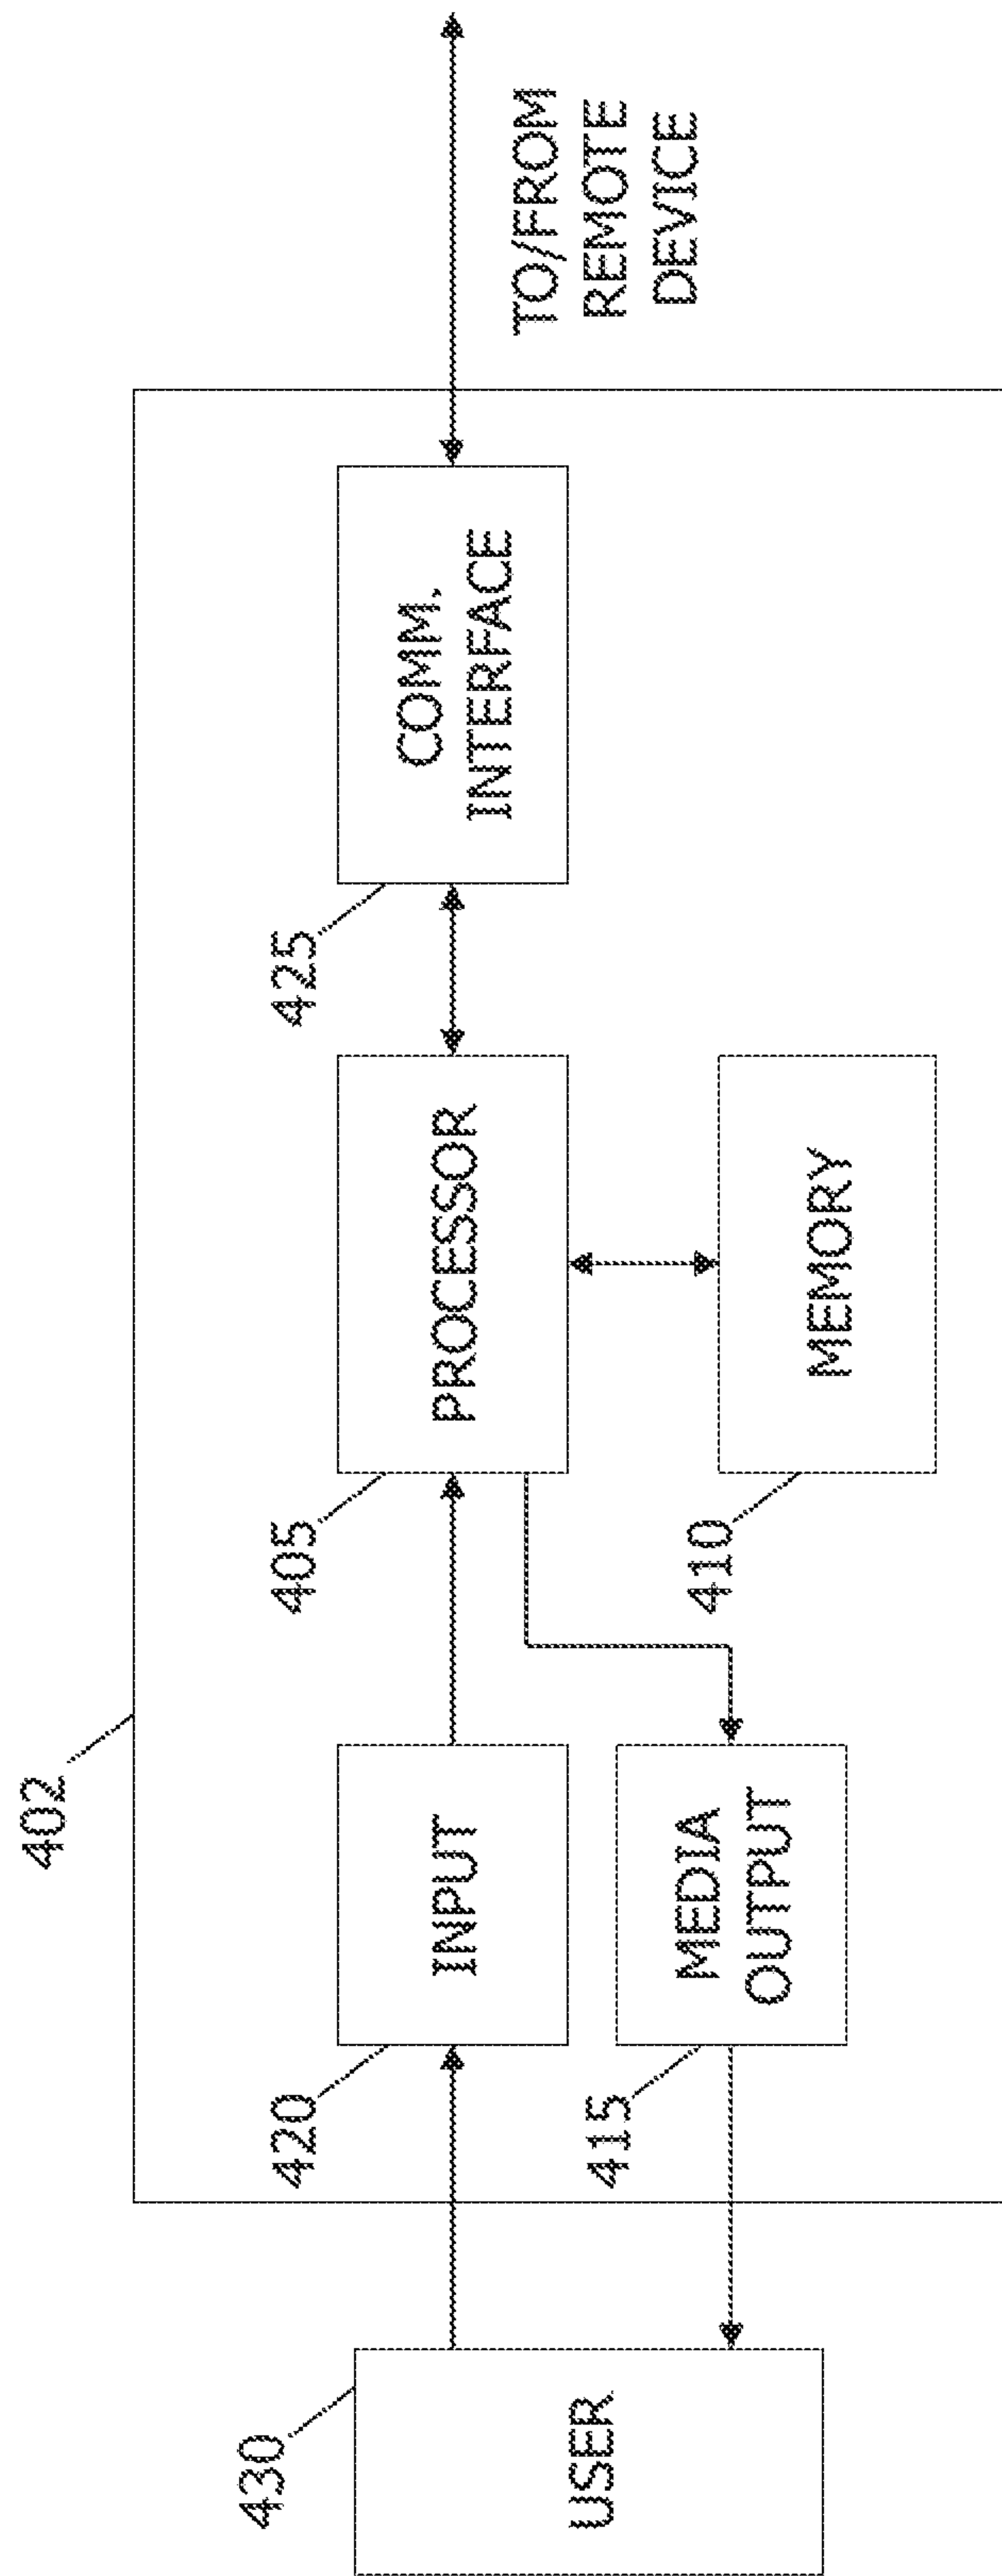 402
430
USER
420
INPUT
415
MEDIA
OUTPUT
405
PROCESSOR
410
MEMORY
425
COMM.
INTERFACE
TO/FROM
REMOTE
DEVICE